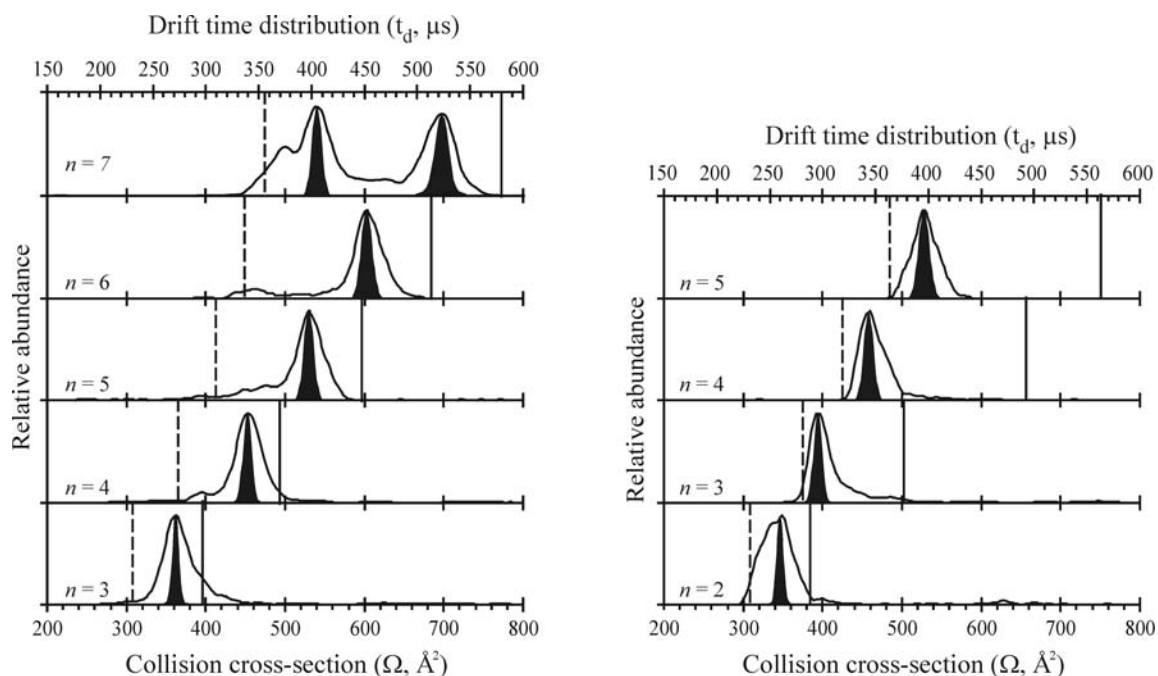 Drift time distribution (t_d, μs)
150 200 250 300 350 400 450 500 550 600
n = 7
n = 6
n = 5
n = 4
n = 3
Relative abundance
200 300 400 500 600 700 800
Collision cross-section (Ω, Å²)
Drift time distribution (t_d, μs)
150 200 250 300 350 400 450 500 550 600
n = 5
n = 4
n = 3
n = 2
Relative abundance
200 300 400 500 600 700 800
Collision cross-section (Ω, Å²)